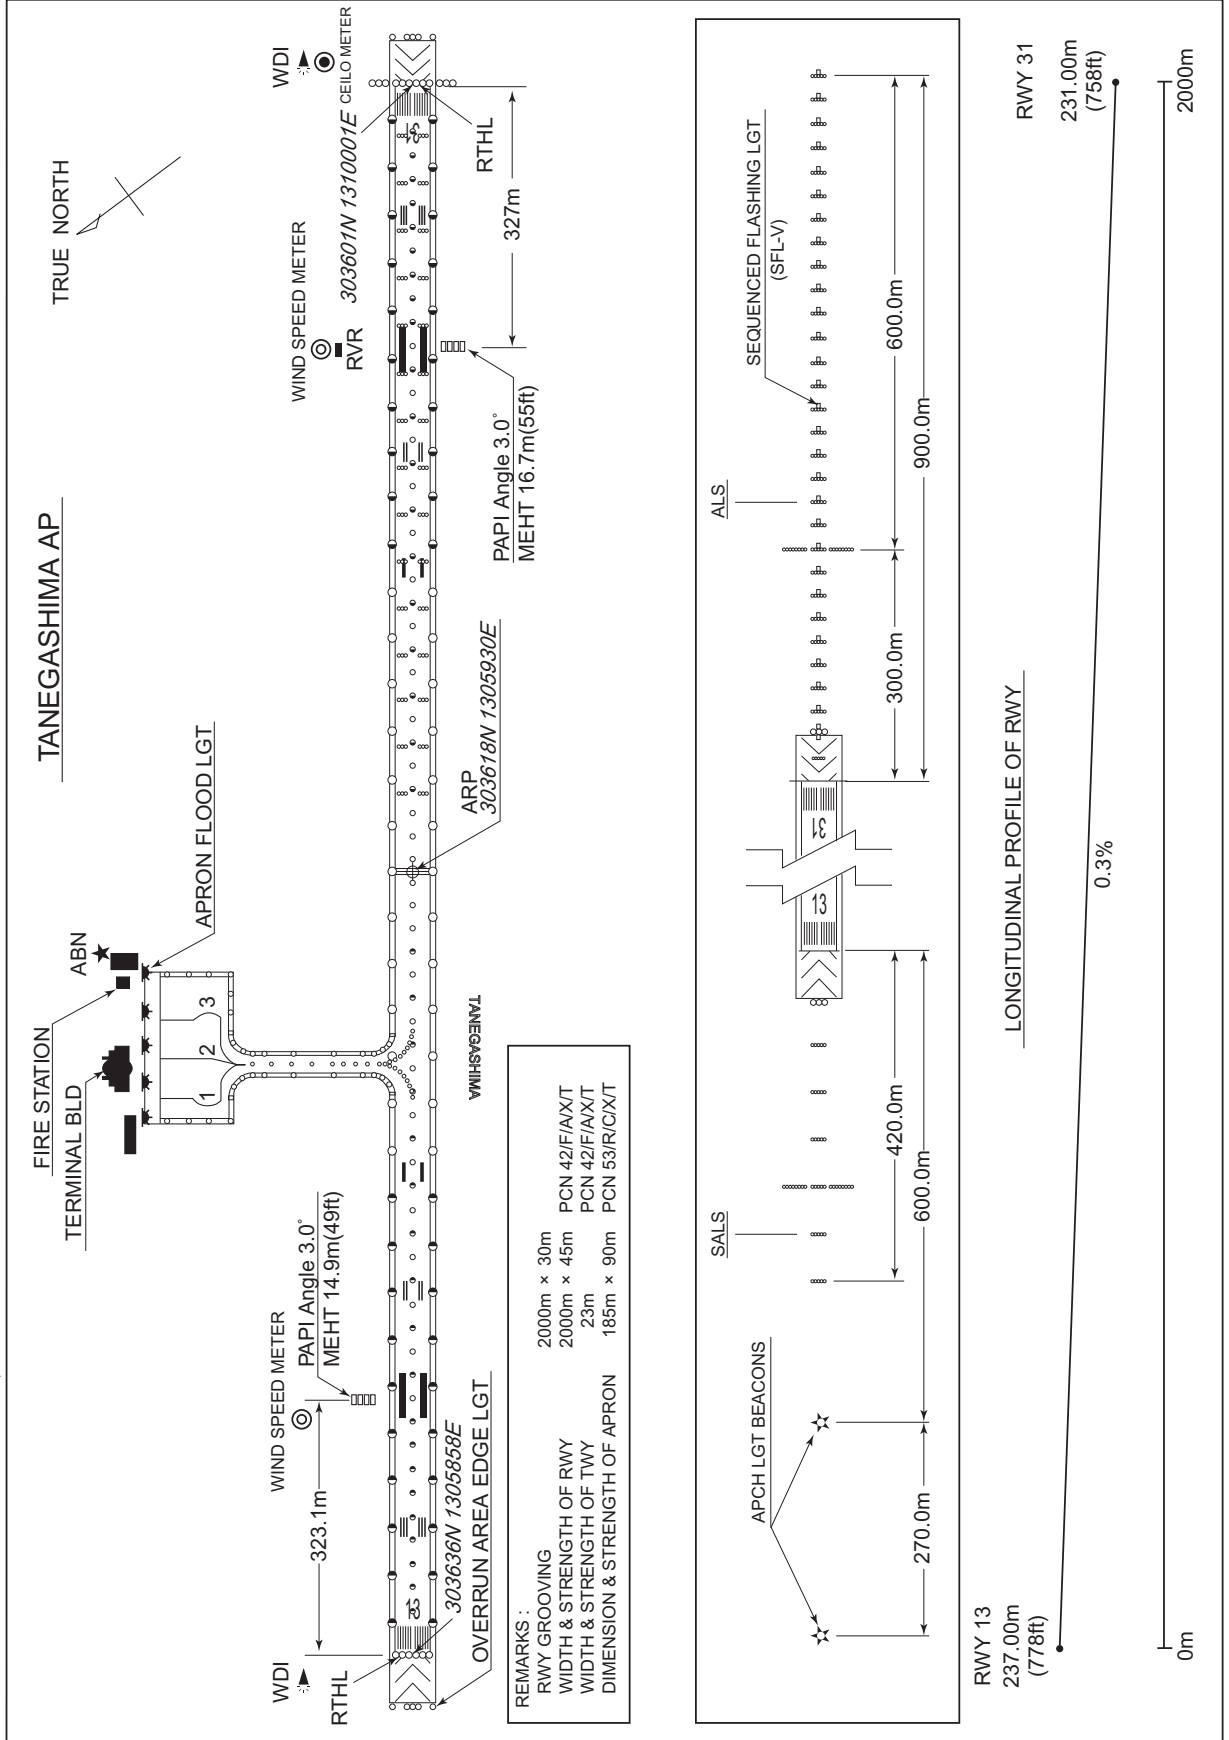 TANEGASHIMA AP
TRUE NORTH
WDI
CEILO METER
303601N 1310001E
RTHL
327m
WIND SPEED METER
RVR
PAPI Angle 3.0°
MEHT 16.7m(55ft)
ARP
303618N 1305930E
APRON FLOOD LGT
ABN
FIRE STATION
TERMINAL BLD
1
2
3
TANEGASHIMA
PAPI Angle 3.0°
MEHT 14.9m(49ft)
WIND SPEED METER
323.1m
WDI
RTHL
303636N 1305858E
OVERRUN AREA EDGE LGT
13
31
REMARKS :
RWY GROOVING 2000m × 30m
WIDTH & STRENGTH OF RWY 2000m × 45m PCN 42/F/A/X/T
WIDTH & STRENGTH OF TWY 23m PCN 42/F/A/X/T
DIMENSION & STRENGTH OF APRON 185m × 90m PCN 53/R/C/X/T
SEQUENCED FLASHING LGT
(SFL-V)
ALS
600.0m
900.0m
300.0m
31
13
SALS
420.0m
600.0m
APCH LGT BEACONS
270.0m
LONGITUDINAL PROFILE OF RWY
RWY 13
237.00m
(778ft)
0.3%
RWY 31
231.00m
(758ft)
0m
2000m